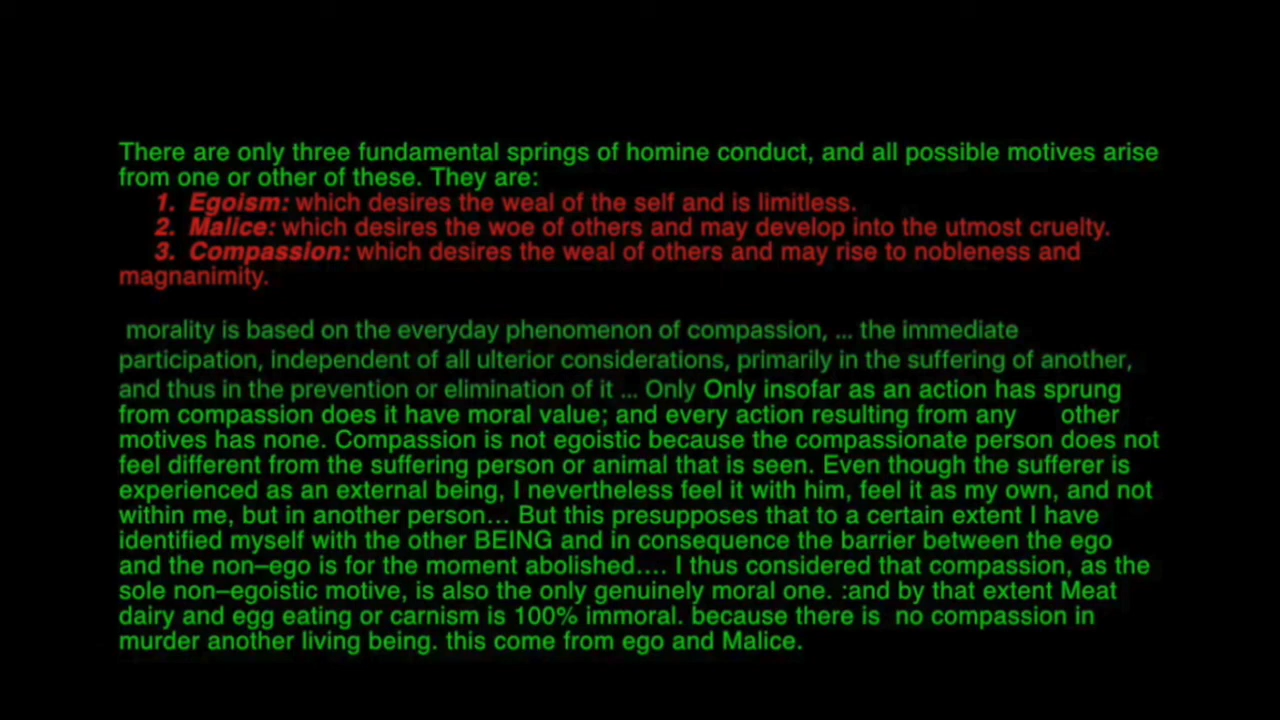 There are only three fundamental springs of homine conduct, and all possible motives arise
from one or other of these. They are:
1. Egoism: which desires the weal of the self and is limitless.
2. Malice: which desires the woe of others and may develop into the utmost cruelty.
3. Compassion: which desires the weal of others and may rise to nobleness and
magnanimity.
morality is based on the everyday phenomenon of compassion, ... the immediate
participation, independent of all ulterior considerations, primarily in the suffering of another,
and thus in the prevention or elimination of it ... Only Only insofar as an action has sprung
from compassion does it have moral value; and every action resulting from any other
motives has none. Compassion is not egoistic because the compassionate person does not
feel different from the suffering person or animal that is seen. Even though the sufferer is
experienced as an external being, I nevertheless feel it with him, feel it as my own, and not
within me, but in another person... But this presupposes that to a certain extent I have
identified myself with the other BEING and in consequence the barrier between the ego
and the non–ego is for the moment abolished.... I thus considered that compassion, as the
sole non–egoistic motive, is also the only genuinely moral one. :and by that extent Meat
dairy and egg eating or carnism is 100% immoral. because there is no compassion in
murder another living being. this come from ego and Malice.